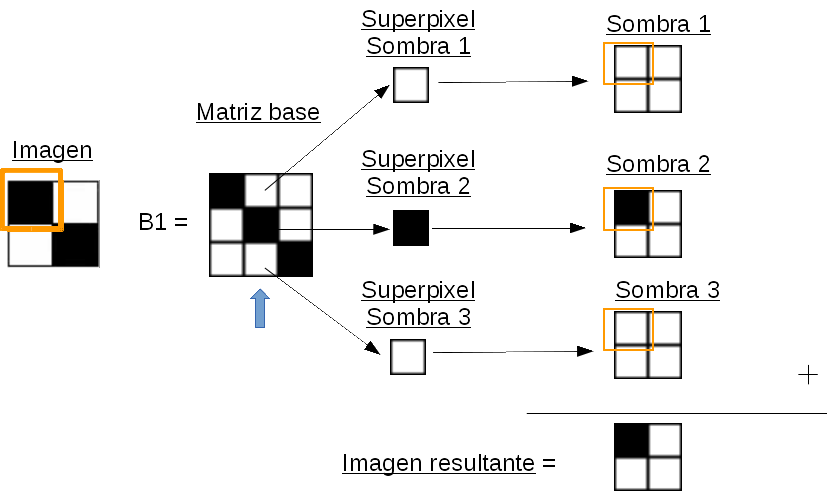 Superpixel
Sombra 1
Sombra 1
Matriz base
Imagen
Superpixel
Sombra 2
Sombra 2
B1 =
Superpixel
Sombra 3
Sombra 3
+
Imagen resultante =